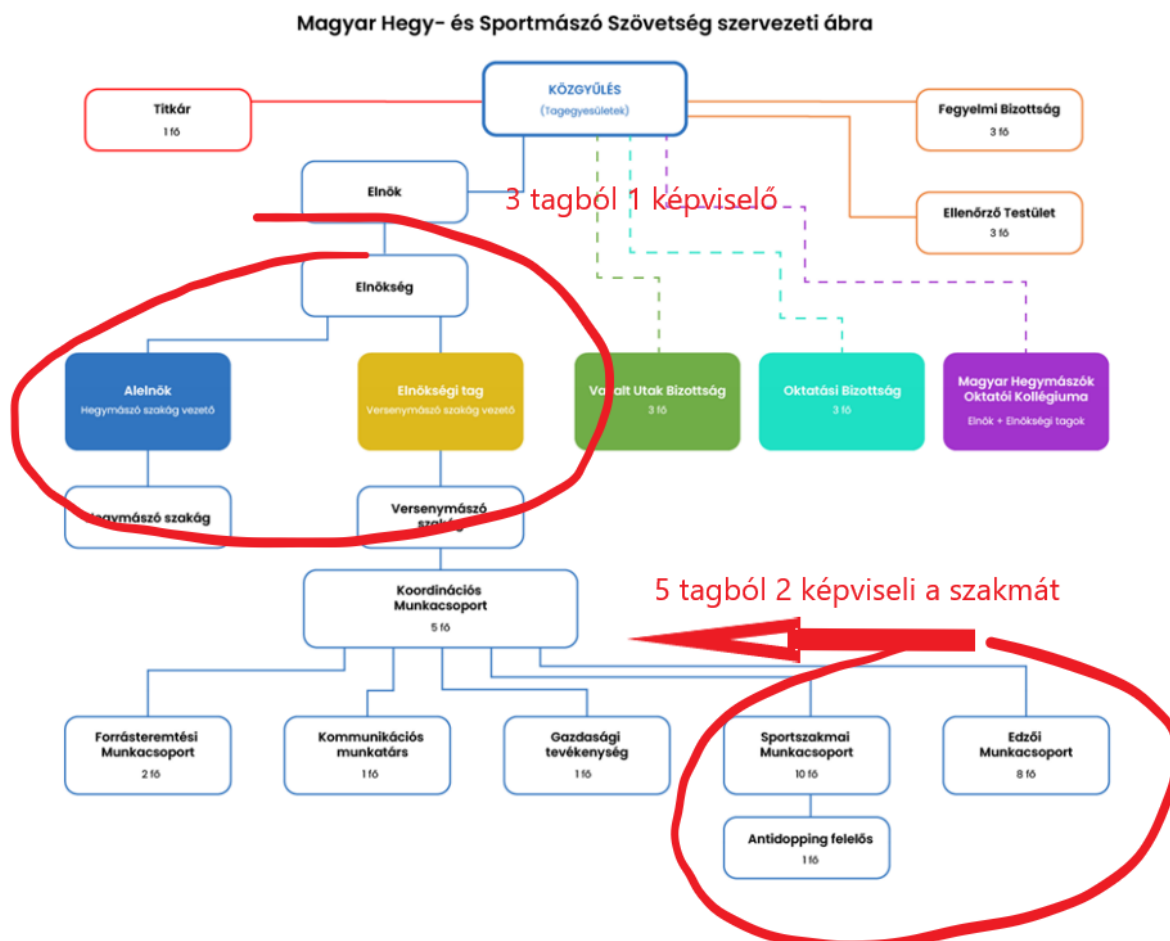 Magyar Hegy- és Sportmászó Szövetség szervezeti ábra
KÖZGYŰLÉS
(Tagegyesületek)
Titkár
1 fő
Fegyelmi Bizottság
3 fő
Elnök
3 tagból 1 képviselő
Ellenőrző Testület
3 fő
Elnökség
Alelnök
Hegymászó szakág vezető
Elnökségi tag
Versenymászó szakág vezető
Vasalt Utak Bizottság
3 fő
Oktatási Bizottság
3 fő
Magyar Hegymászók
Oktatói Kollégiuma
Elnök + Elnökségi tagok
Hegymászó szakág
Versenymászó
szakág
Koordinációs
Munkacsoport
5 fő
5 tagból 2 képviseli a szakmát
Forrásteremtési
Munkacsoport
2 fő
Kommunikációs
munkatárs
1 fő
Gazdasági
tevékenység
1 fő
Sportszakmai
Munkacsoport
10 fő
Edzői
Munkacsoport
8 fő
Antidopping felelős
1 fő